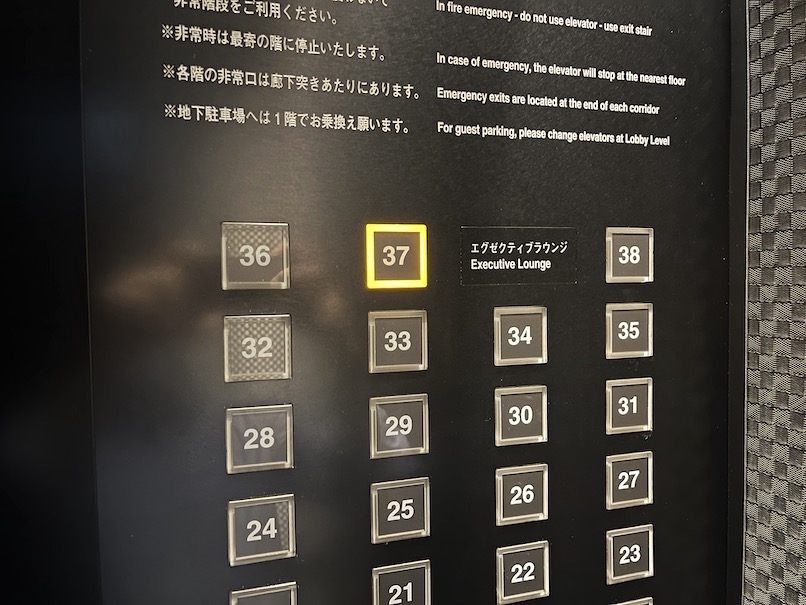 非常階段をご利用ください。
※非常時は最寄の階に停止いたします。
※各階の非常口は廊下突きあたりにあります。
※地下駐車場へは1階でお乗換え願います。
In fire emergency - do not use elevator - use exit stair
In case of emergency, the elevator will stop at the nearest floor
Emergency exits are located at the end of each corridor
For guest parking, please change elevators at Lobby Level
36
37
エグゼクティブラウンジ
Executive Lounge
38
32
33
34
35
28
29
30
31
24
25
26
27
21
22
23